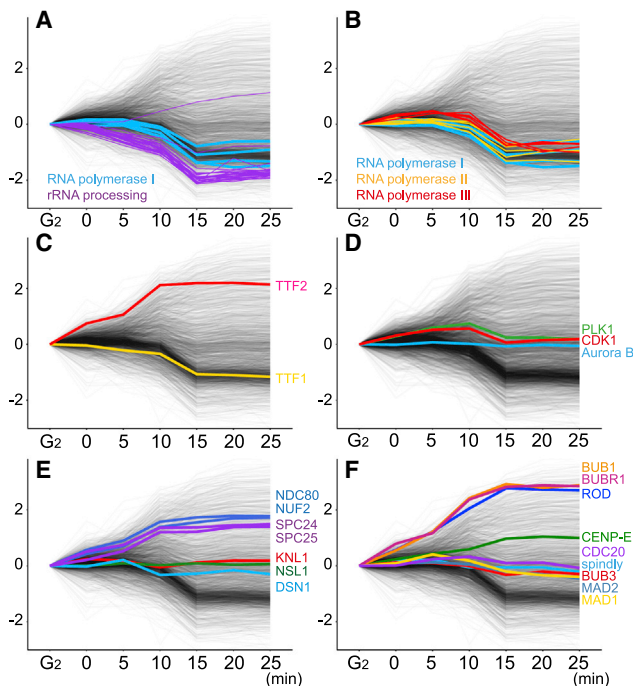 A
B
2
0
-2
RNA polymerase I
rRNA processing
G2 0 5 10 15 20 25
2
0
-2
RNA polymerase I
RNA polymerase II
RNA polymerase III
G2 0 5 10 15 20 25
C
D
2
0
-2
TTF2
TTF1
G2 0 5 10 15 20 25
2
0
-2
PLK1
CDK1
Aurora B
G2 0 5 10 15 20 25
E
F
2
0
-2
NDC80
NUF2
SPC24
SPC25
KNL1
NSL1
DSN1
G2 0 5 10 15 20 25
(min)
2
0
-2
BUB1
BUBR1
ROD
CENP-E
CDC20
spindly
BUB3
MAD2
MAD1
G2 0 5 10 15 20 25
(min)